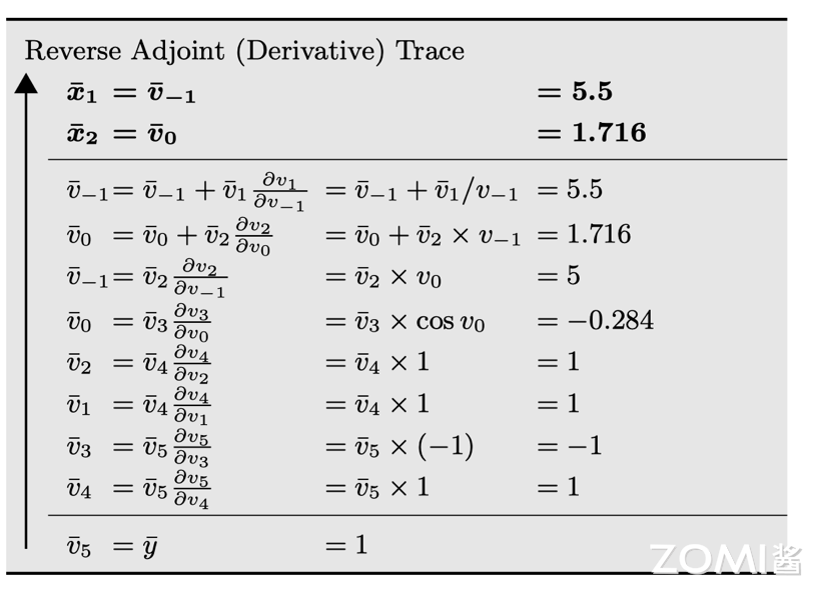 Reverse Adjoint (Derivative) Trace
x̄₁ = v̄₋₁ = 5.5
x̄₂ = v̄₀ = 1.716
v̄₋₁ = v̄₋₁ + v̄₁ ∂v₁/∂v₋₁ = v̄₋₁ + v̄₁/v₋₁ = 5.5
v̄₀ = v̄₀ + v̄₂ ∂v₂/∂v₀ = v̄₀ + v̄₂ × v₋₁ = 1.716
v̄₋₁ = v̄₂ ∂v₂/∂v₋₁ = v̄₂ × v₀ = 5
v̄₀ = v̄₃ ∂v₃/∂v₀ = v̄₃ × cos v₀ = −0.284
v̄₂ = v̄₄ ∂v₄/∂v₂ = v̄₄ × 1 = 1
v̄₁ = v̄₄ ∂v₄/∂v₁ = v̄₄ × 1 = 1
v̄₃ = v̄₅ ∂v₅/∂v₃ = v̄₅ × (−1) = −1
v̄₄ = v̄₅ ∂v₅/∂v₄ = v̄₅ × 1 = 1
v̄₅ = ȳ = 1
ZOMI酱